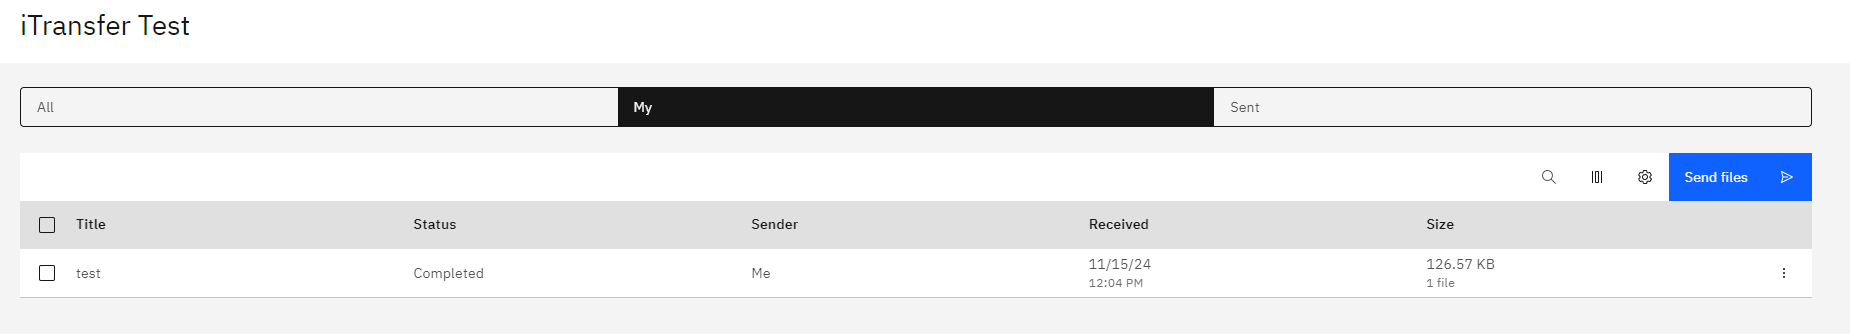 iTransfer Test
All My Sent
Send files
Title Status Sender Received Size
test Completed Me 11/15/24 126.57 KB
12:04 PM 1 file